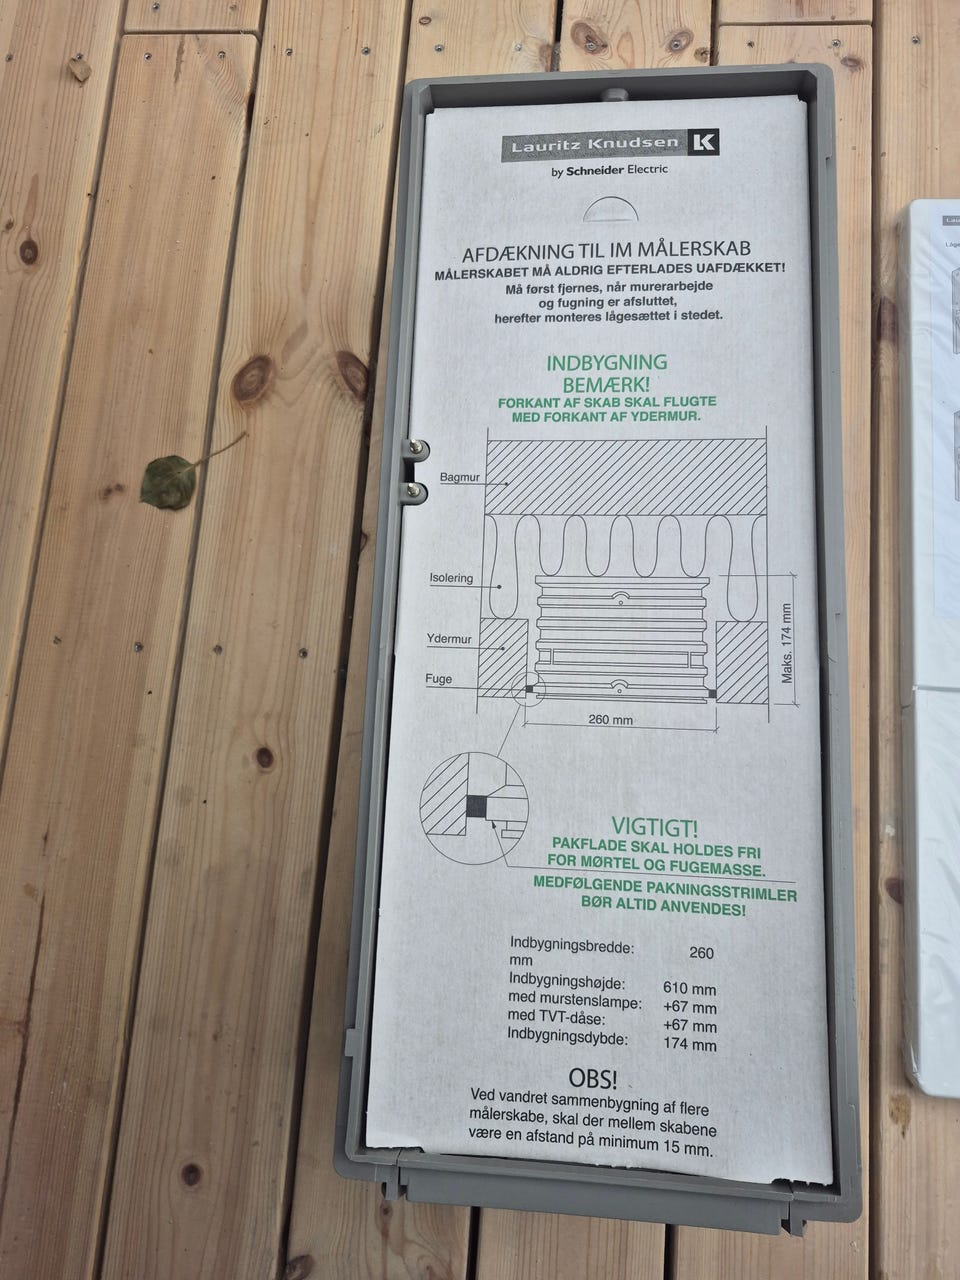 Lauritz Knudsen
by Schneider Electric
AFDÆKNING TIL IM MÅLERSKAB
MÅLERSKABET MÅ ALDRIG EFTERLADES UAFDÆKKET!
Må først fjernes, når murerarbejde
og fugning er afsluttet,
herefter monteres lågesættet i stedet.
INDBYGNING
BEMÆRK!
FORKANT AF SKAB SKAL FLUGTE
MED FORKANT AF YDERMUR.
Bagmur
Isolering
Ydermur
Fuge
Maks. 174 mm
260 mm
VIGTIGT!
PAKFLADE SKAL HOLDES FRI
FOR MØRTEL OG FUGEMASSE.
MEDFØLGENDE PAKNINGSSTRIMLER
BØR ALTID ANVENDES!
Indbygningsbredde: 260
mm
Indbygningshøjde: 610 mm
med murstenslampe: +67 mm
med TVT-dåse: +67 mm
Indbygningsdybde: 174 mm
OBS!
Ved vandret sammenbygning af flere
målerskabe, skal der mellem skabene
være en afstand på minimum 15 mm.